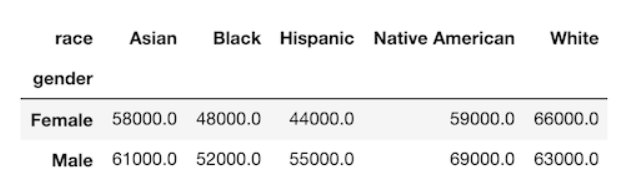 race Asian Black Hispanic Native American White
gender
Female 58000.0 48000.0 44000.0 59000.0 66000.0
Male 61000.0 52000.0 55000.0 69000.0 63000.0